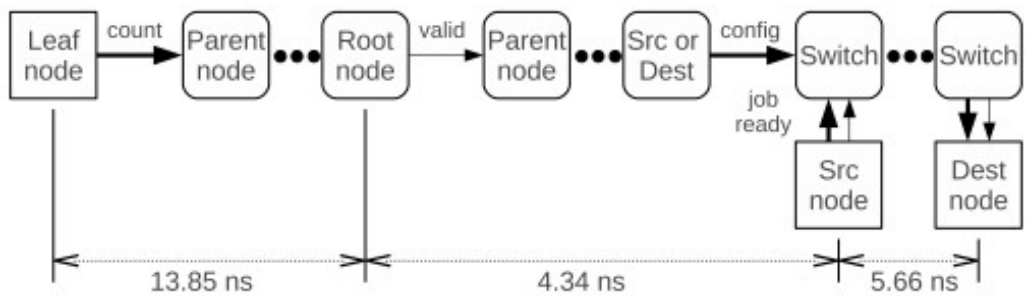 Leaf
node
count
Parent
node
Root
node
valid
Parent
node
Src or
Dest
config
Switch
Switch
job
ready
Src
node
Dest
node
13.85 ns
4.34 ns
5.66 ns